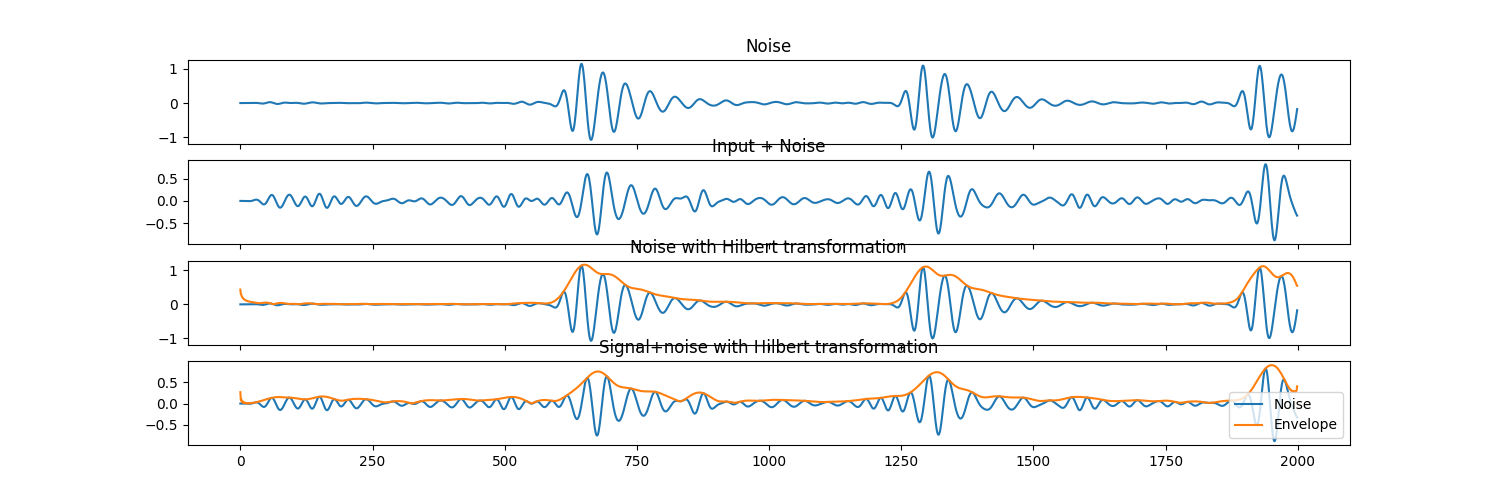 Noise
1
0
−1
Input + Noise
0.5
0.0
−0.5
Noise with Hilbert transformation
1
0
−1
Signal+noise with Hilbert transformation
0.5
0.0
−0.5
Noise
Envelope
0 250 500 750 1000 1250 1500 1750 2000